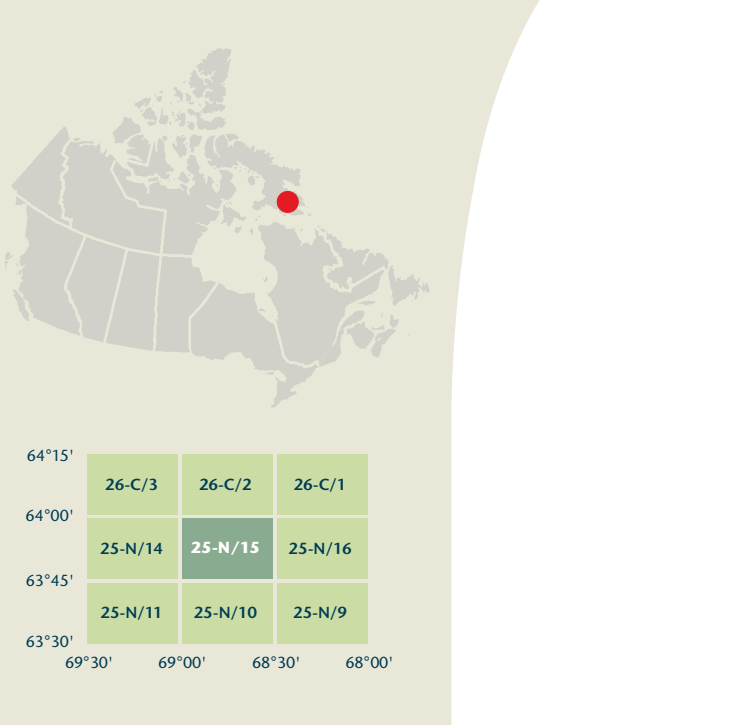 64°15'
26-C/3 26-C/2 26-C/1
64°00'
25-N/14 25-N/15 25-N/16
63°45'
25-N/11 25-N/10 25-N/9
63°30'
69°30' 69°00' 68°30' 68°00'